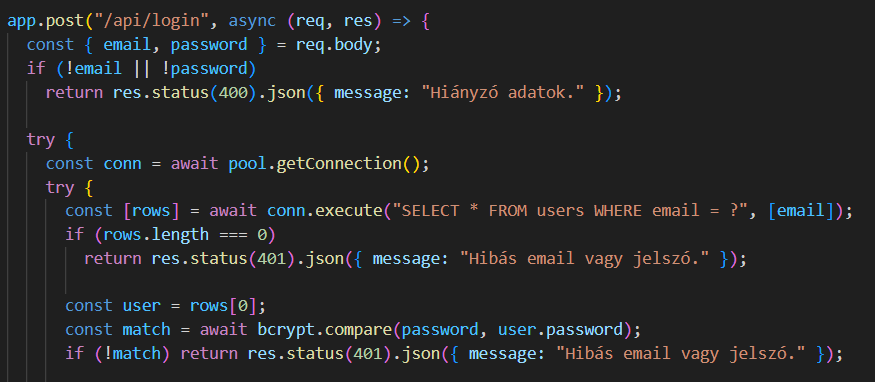 app.post("/api/login", async (req, res) => {
  const { email, password } = req.body;
  if (!email || !password)
    return res.status(400).json({ message: "Hiányzó adatok." });

  try {
    const conn = await pool.getConnection();
    try {
      const [rows] = await conn.execute("SELECT * FROM users WHERE email = ?", [email]);
      if (rows.length === 0)
        return res.status(401).json({ message: "Hibás email vagy jelszó." });

      const user = rows[0];
      const match = await bcrypt.compare(password, user.password);
      if (!match) return res.status(401).json({ message: "Hibás email vagy jelszó." });